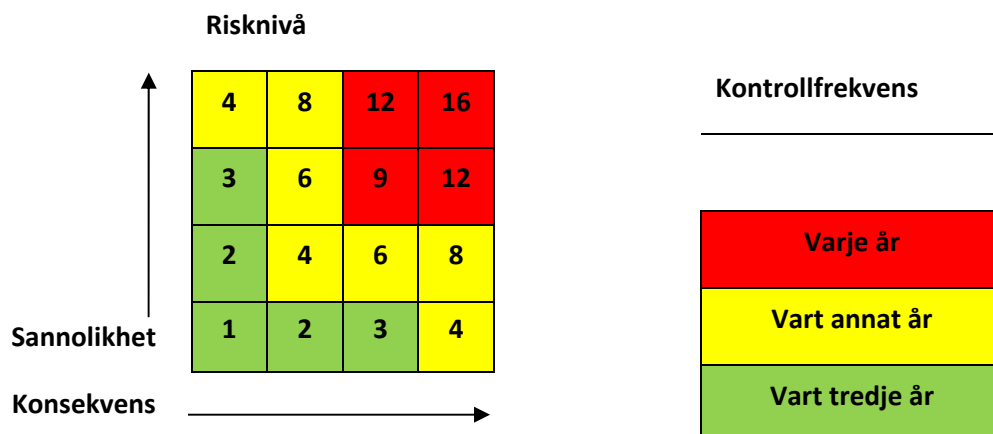 Risknivå
4 8 12 16
3 6 9 12
2 4 6 8
1 2 3 4
Sannolikhet
Konsekvens
Kontrollfrekvens
Varje år
Vart annat år
Vart tredje år